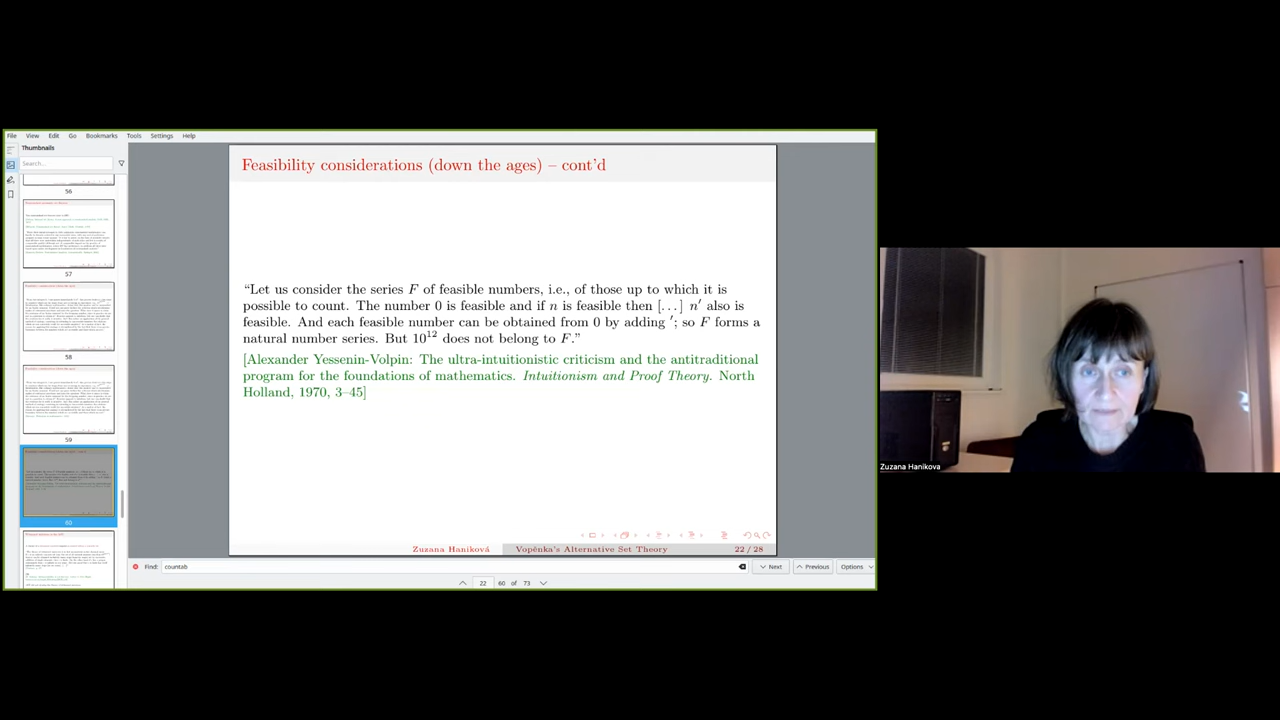 File View Edit Go Bookmarks Tools Settings Help
Thumbnails
Search...
56
57
58
59
60
Feasibility considerations (down the ages) – cont'd
“Let us consider the series F of feasible numbers, i.e., of those up to which it is
possible to count. The number 0 is feasible and if n is feasible then [...] n′ also is
feasible. And each feasible number can be obtained from 0 by adding ′; so F forms a
natural number series. But 10¹² does not belong to F.”
[Alexander Yessenin-Volpin: The ultra-intuitionistic criticism and the antitraditional
program for the foundations of mathematics. Intuitionism and Proof Theory. North
Holland, 1970, 3–45]
Zuzana Haniková Vopěnka's Alternative Set Theory 22 / 28
Find: countab Next Previous Options
22 60 of 73
Zuzana Hanikova